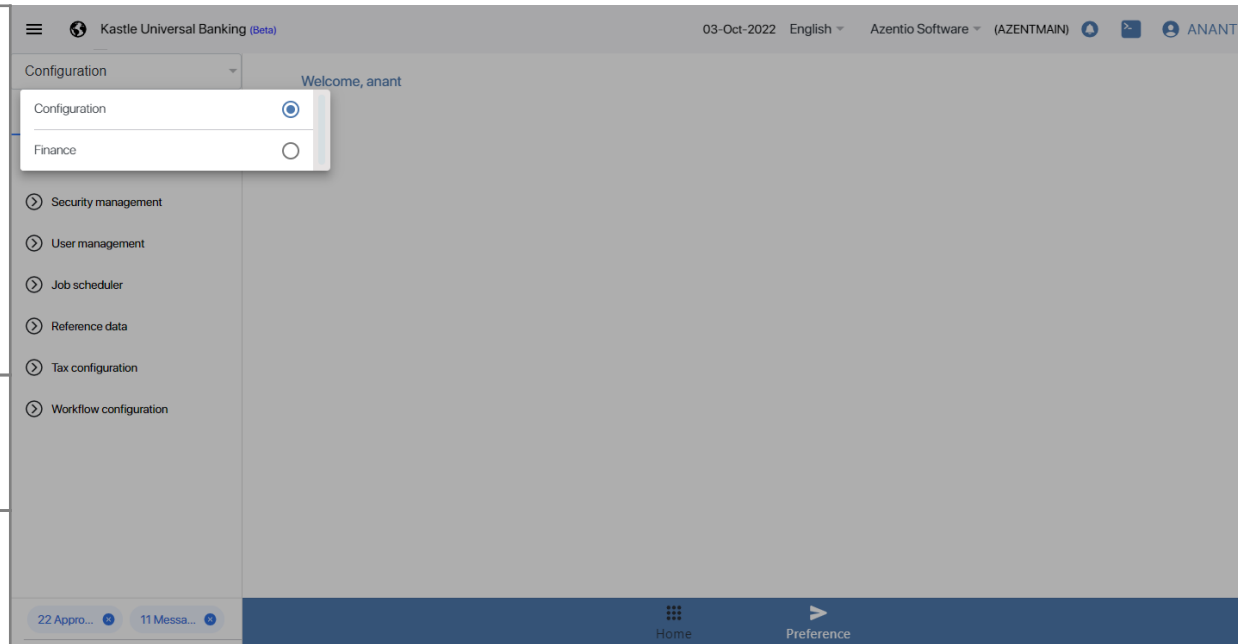 Kastle Universal Banking (Beta)
03-Oct-2022 English Azentio Software (AZENTMAIN) ANANT
Configuration
Welcome, anant
Configuration
Finance
Security management
User management
Job scheduler
Reference data
Tax configuration
Workflow configuration
22 Appro... 11 Messa...
Home Preference